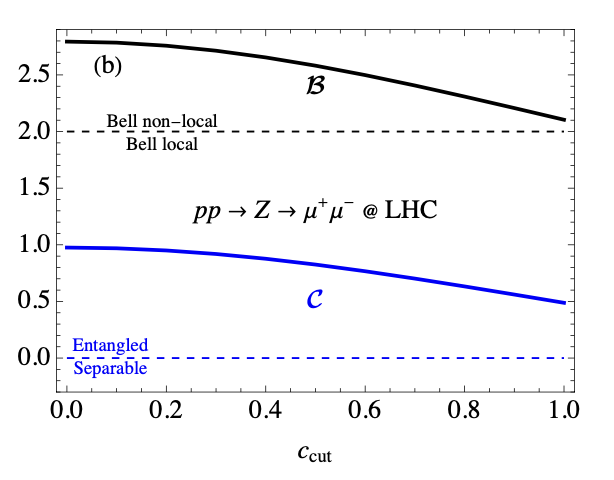 (b)
2.5
ℬ
Bell non–local
2.0
Bell local
1.5
pp → Z → μ⁺μ⁻ @ LHC
1.0
0.5
𝒞
Entangled
0.0
Separable
0.0 0.2 0.4 0.6 0.8 1.0
c_cut